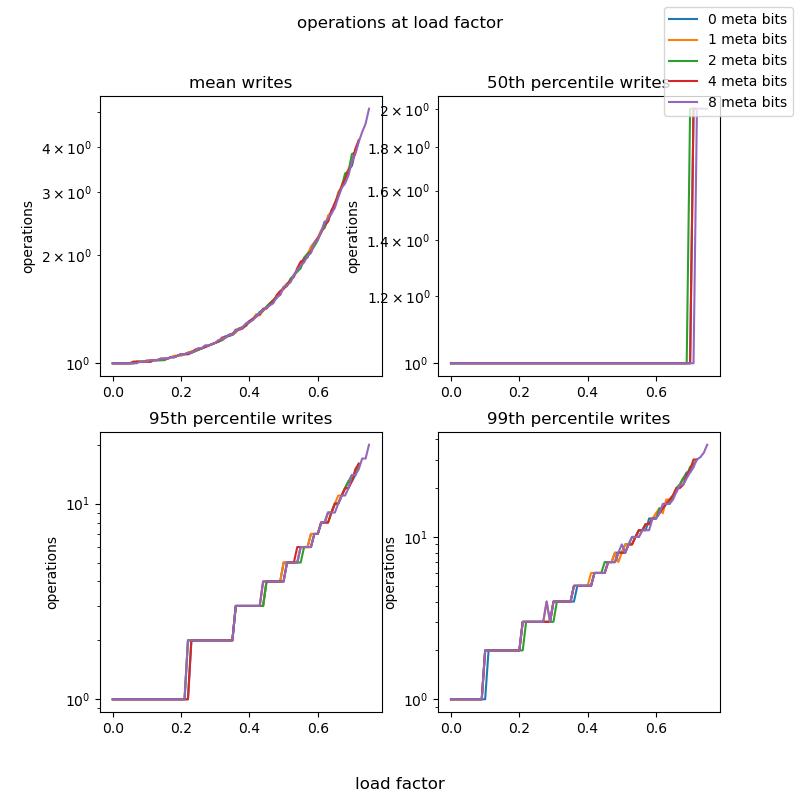 operations at load factor
0 meta bits
1 meta bits
2 meta bits
4 meta bits
8 meta bits
mean writes
operations
4 × 10⁰
3 × 10⁰
2 × 10⁰
10⁰
0.0 0.2 0.4 0.6
50th percentile writes
operations
2 × 10⁰
1.8 × 10⁰
1.6 × 10⁰
1.4 × 10⁰
1.2 × 10⁰
10⁰
0.0 0.2 0.4 0.6
95th percentile writes
operations
10¹
10⁰
0.0 0.2 0.4 0.6
99th percentile writes
operations
10¹
10⁰
0.0 0.2 0.4 0.6
load factor